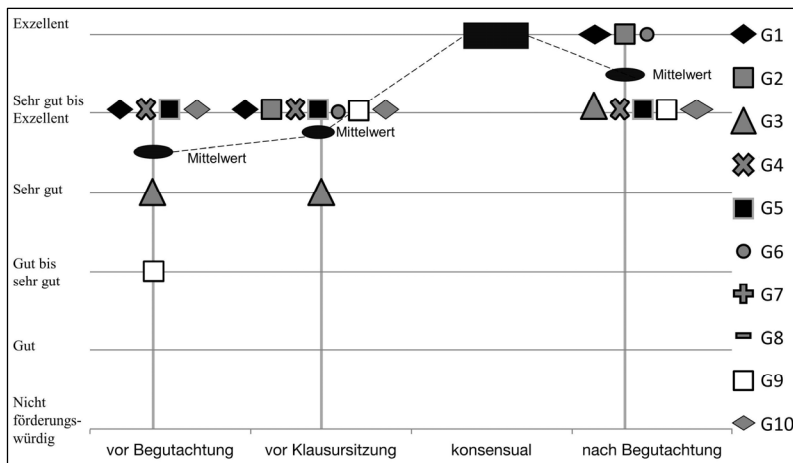 Exzellent
Sehr gut bis
Exzellent
Sehr gut
Gut bis
sehr gut
Gut
Nicht
förderungs-
würdig
Mittelwert
Mittelwert
Mittelwert
vor Begutachtung
vor Klausursitzung
konsensual
nach Begutachtung
G1
G2
G3
G4
G5
G6
G7
G8
G9
G10